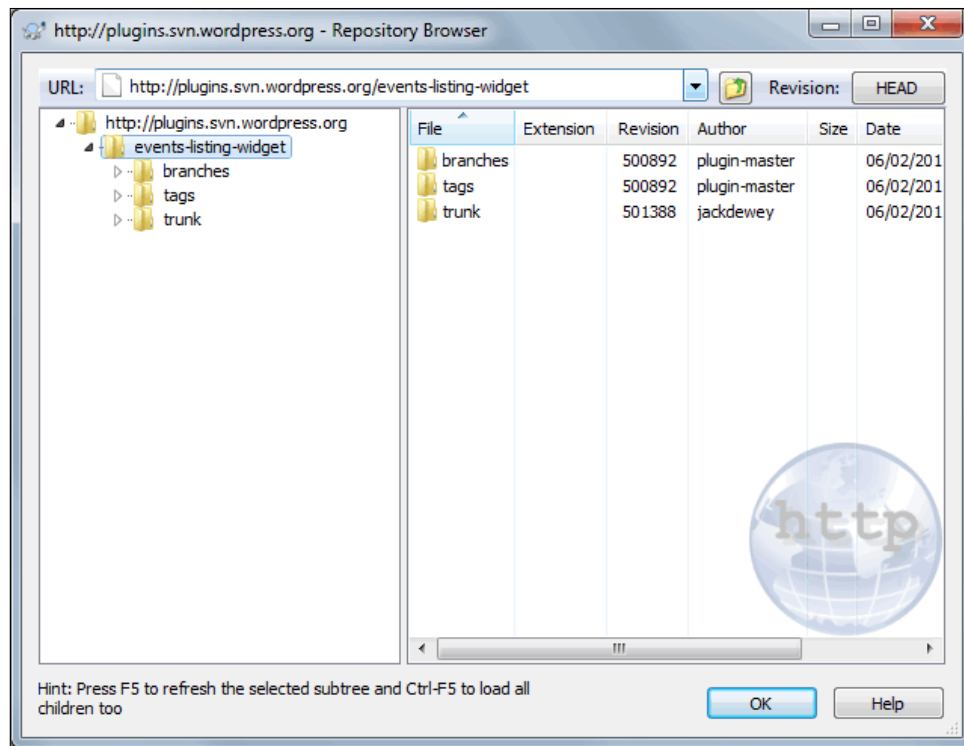 http://plugins.svn.wordpress.org - Repository Browser
URL: http://plugins.svn.wordpress.org/events-listing-widget Revision: HEAD
http://plugins.svn.wordpress.org
events-listing-widget
branches
tags
trunk
File Extension Revision Author Size Date
branches 500892 plugin-master 06/02/201
tags 500892 plugin-master 06/02/201
trunk 501388 jackdewey 06/02/201
http
Hint: Press F5 to refresh the selected subtree and Ctrl-F5 to load all
children too
OK Help